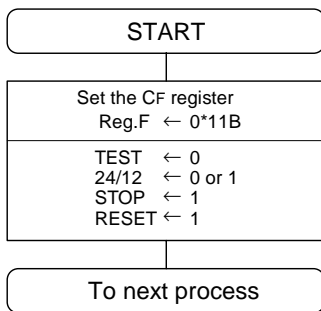 START
Set the CF register
Reg.F ← 0*11B
TEST ← 0
24/12 ← 0 or 1
STOP ← 1
RESET ← 1
To next process